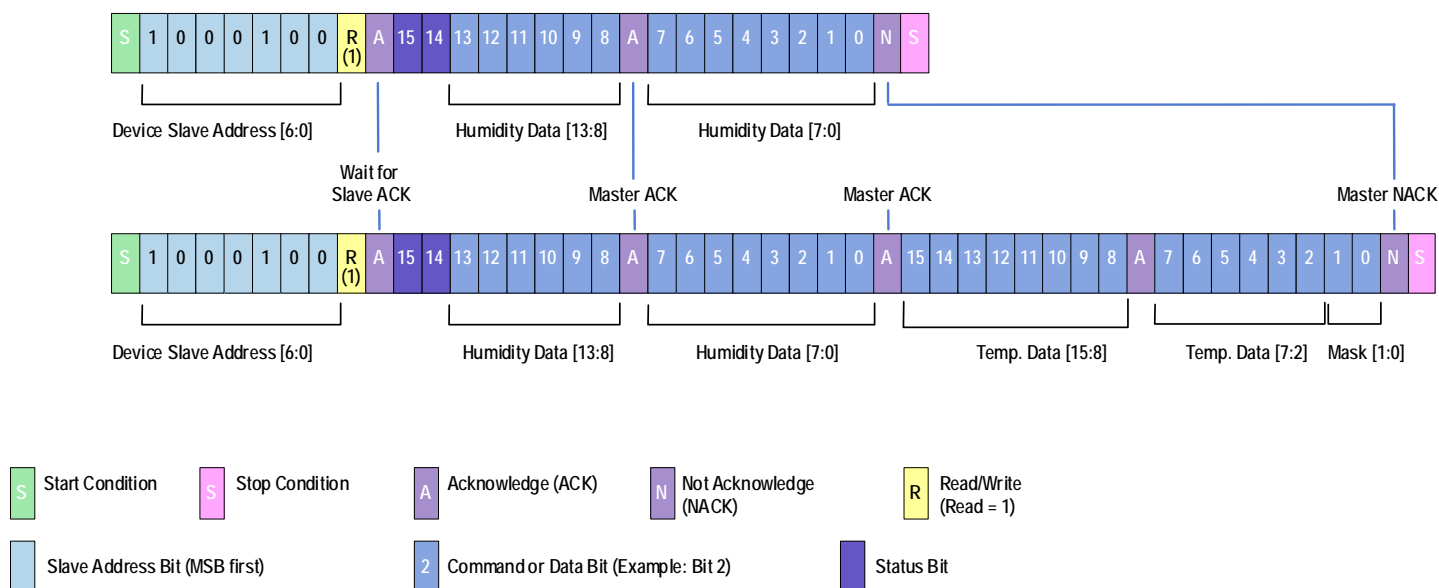 S 1 0 0 0 1 0 0 R (1) A 15 14 13 12 11 10 9 8 A 7 6 5 4 3 2 1 0 N S
Device Slave Address [6:0] Humidity Data [13:8] Humidity Data [7:0]
Wait for
Slave ACK Master ACK Master ACK Master NACK
S 1 0 0 0 1 0 0 R (1) A 15 14 13 12 11 10 9 8 A 7 6 5 4 3 2 1 0 A 15 14 13 12 11 10 9 8 A 7 6 5 4 3 2 1 0 N S
Device Slave Address [6:0] Humidity Data [13:8] Humidity Data [7:0] Temp. Data [15:8] Temp. Data [7:2] Mask [1:0]
S Start Condition S Stop Condition A Acknowledge (ACK) N Not Acknowledge (NACK) R Read/Write (Read = 1)
Slave Address Bit (MSB first) 2 Command or Data Bit (Example: Bit 2) Status Bit